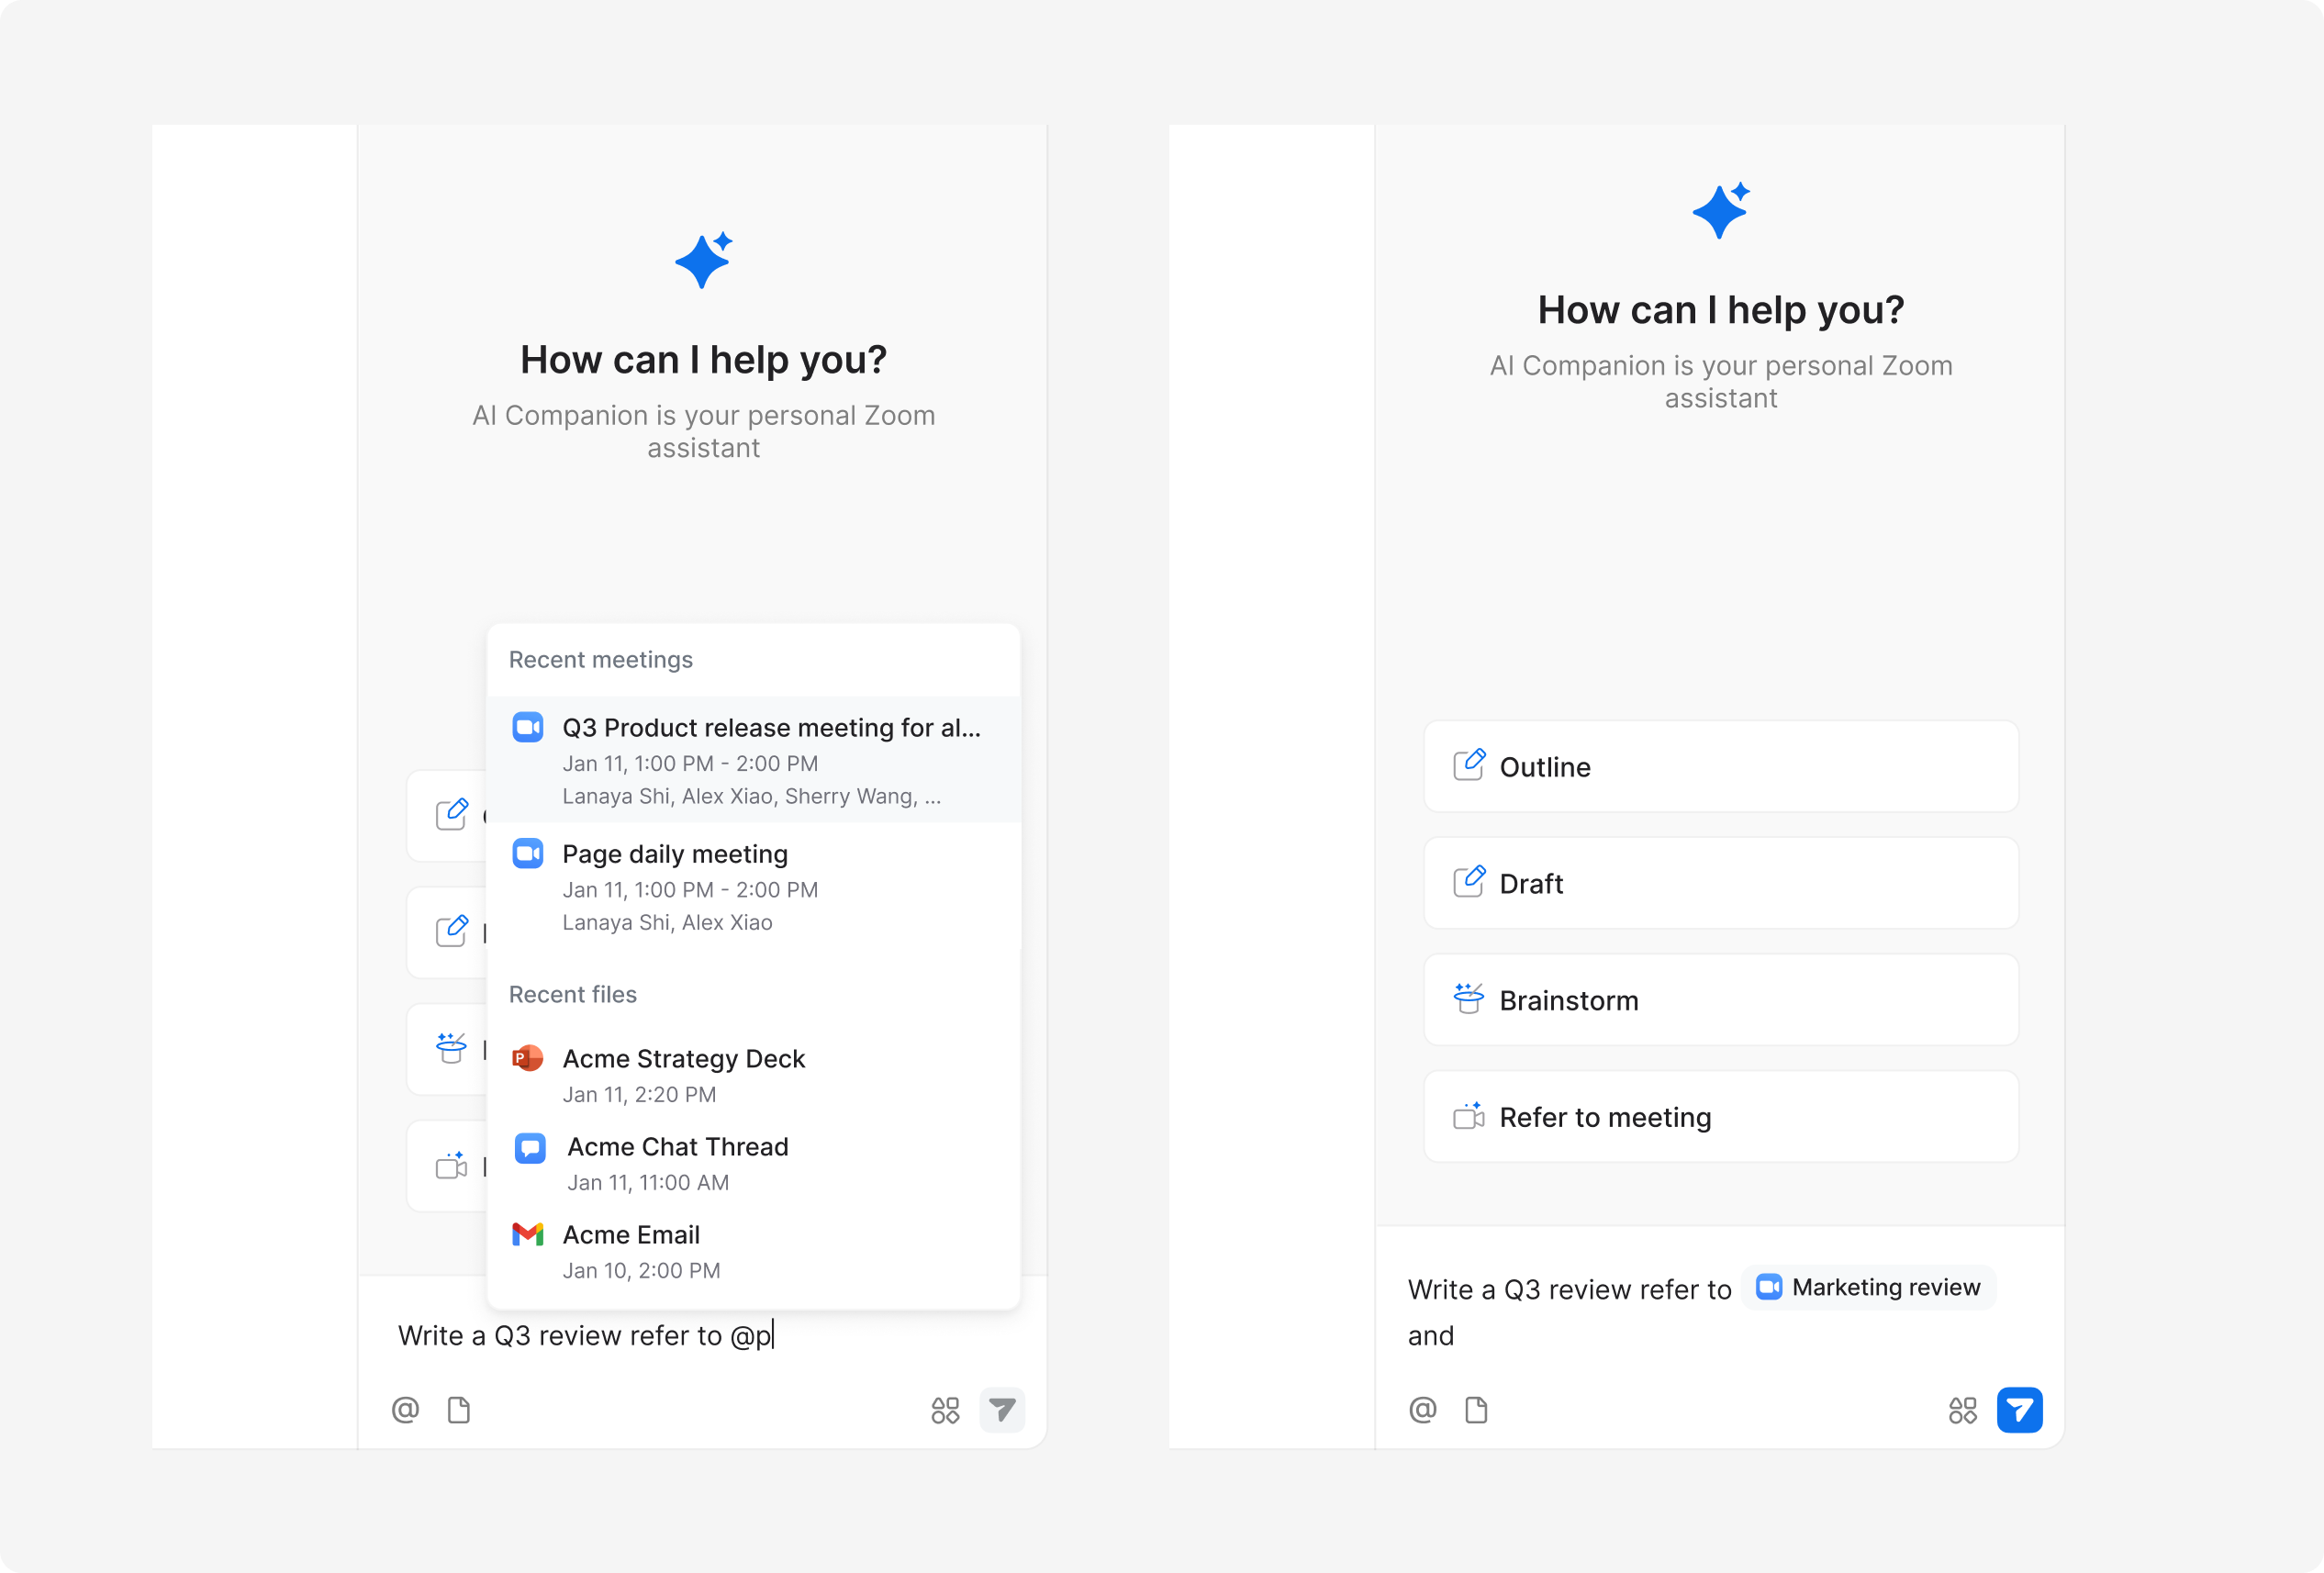 How can I help you?
AI Companion is your personal Zoom
assistant
Recent meetings
Q3 Product release meeting for al...
Jan 11, 1:00 PM - 2:00 PM
Lanaya Shi, Alex Xiao, Sherry Wang, ...
Page daily meeting
Jan 11, 1:00 PM - 2:00 PM
Lanaya Shi, Alex Xiao
Recent files
P
Acme Strategy Deck
Jan 11, 2:20 PM
Acme Chat Thread
Jan 11, 11:00 AM
Acme Email
Jan 10, 2:00 PM
Write a Q3 review refer to @p
@
How can I help you?
AI Companion is your personal Zoom
assistant
Outline
Draft
Brainstorm
Refer to meeting
Write a Q3 review refer to Marketing review
and
@